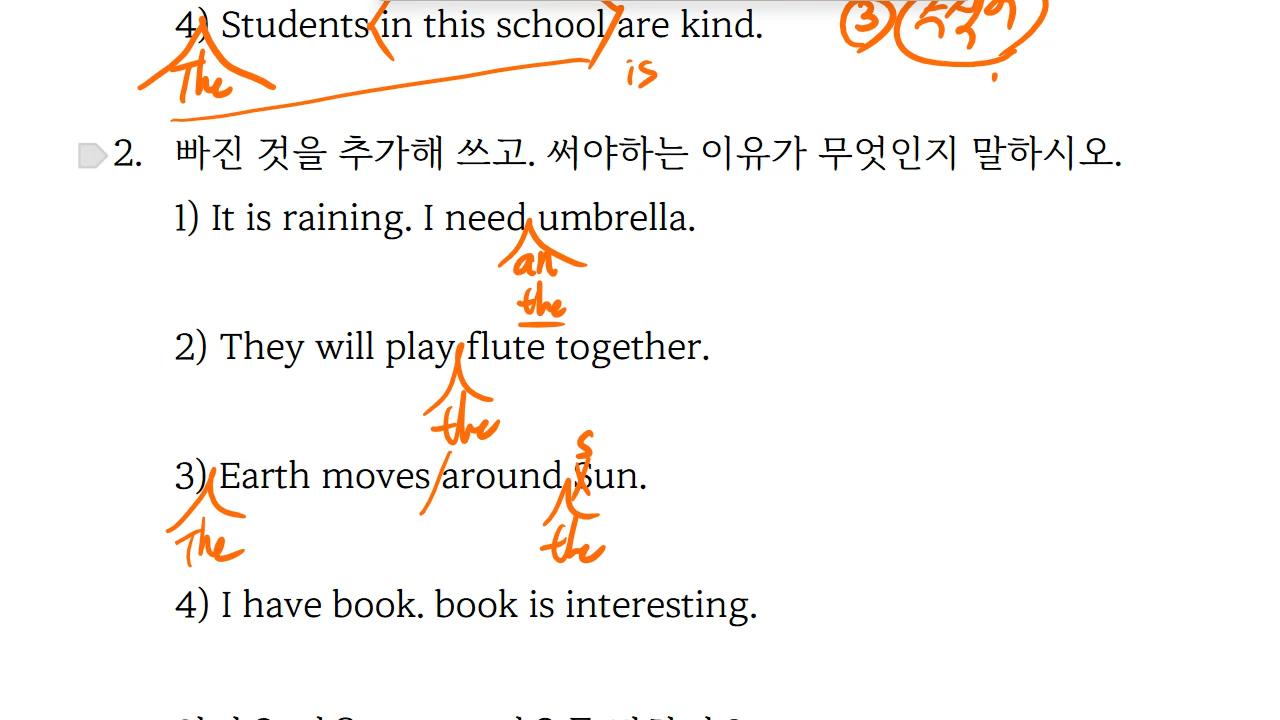 4) Students in this school are kind. ③ 수식어
The
is
2. 빠진 것을 추가해 쓰고. 써야하는 이유가 무엇인지 말하시오.
1) It is raining. I need umbrella.
an
the
2) They will play flute together.
the
s
3) Earth moves around Sun.
The the
4) I have book. book is interesting.